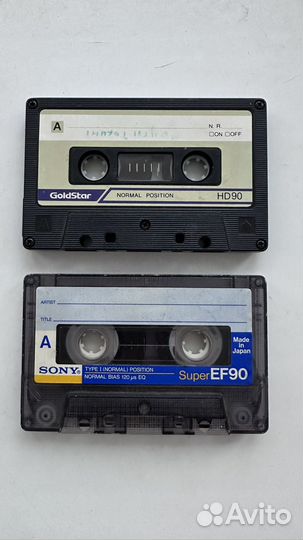 A
N.R.
□ON □OFF
GoldStar NORMAL POSITION HD90
ARTIST
TITLE
A
Made in Japan
SONY TYPE I (NORMAL) POSITION
NORMAL BIAS 120 µs EQ
Super EF90
Avito